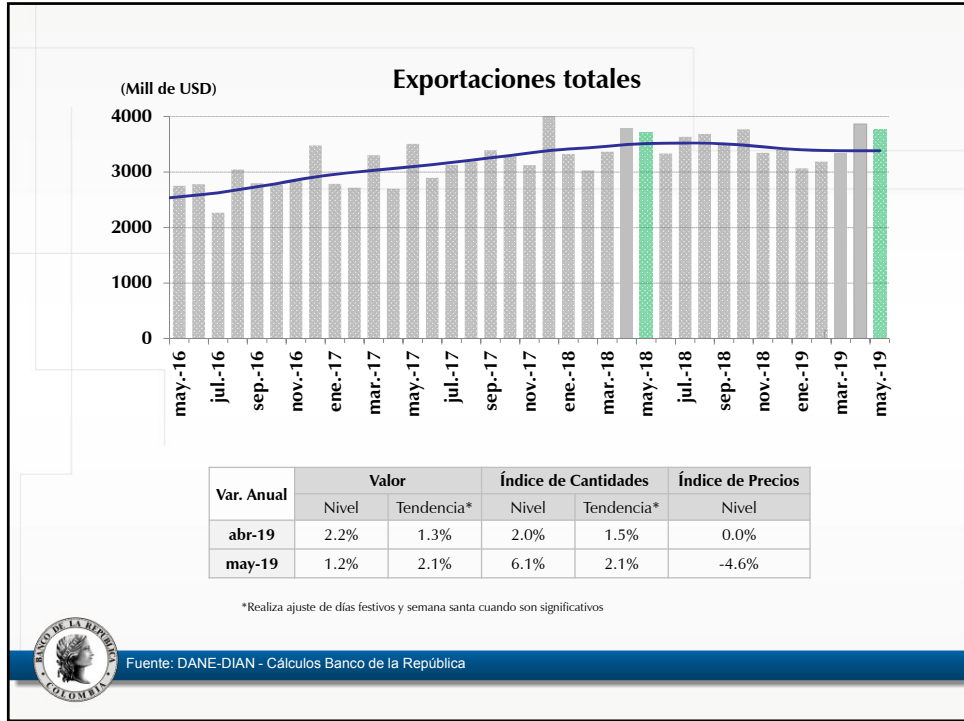 Exportaciones totales
(Mill de USD)
4000
3000
2000
1000
0
may.-16
jul.-16
sep.-16
nov.-16
ene.-17
mar.-17
may.-17
jul.-17
sep.-17
nov.-17
ene.-18
mar.-18
may.-18
jul.-18
sep.-18
nov.-18
ene.-19
mar.-19
may.-19
Var. Anual Valor Índice de Cantidades Índice de Precios
Nivel Tendencia* Nivel Tendencia* Nivel
abr-19 2.2% 1.3% 2.0% 1.5% 0.0%
may-19 1.2% 2.1% 6.1% 2.1% -4.6%
*Realiza ajuste de días festivos y semana santa cuando son significativos
BANCO DE LA REPÚBLICA
COLOMBIA
Fuente: DANE-DIAN - Cálculos Banco de la República